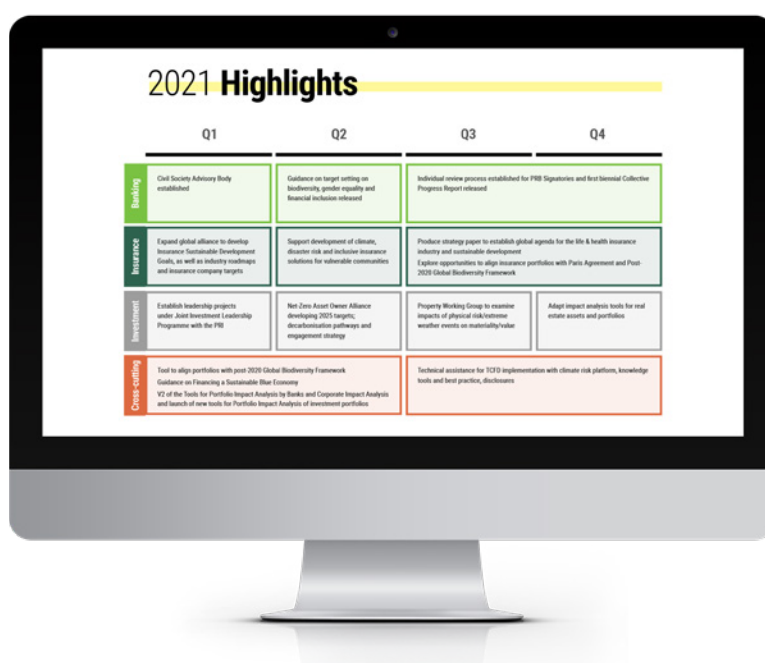 2021 Highlights
Q1 Q2 Q3 Q4
Banking
Civil Society Advisory Body
established
Guidance on target setting on
biodiversity, gender equality and
financial inclusion released
Individual review process established for PRB Signatories and first biennial Collective
Progress Report released
Insurance
Expand global alliance to develop
Insurance Sustainable Development
Goals, as well as industry roadmaps
and insurance company targets
Support development of climate,
disaster risk and inclusive insurance
solutions for vulnerable communities
Produce strategy paper to establish global agenda for the life & health insurance
industry and sustainable development
Explore opportunities to align insurance portfolios with Paris Agreement and Post-
2020 Global Biodiversity Framework
Investment
Establish leadership projects
under Joint Investment Leadership
Programme with the PRI
Net-Zero Asset Owner Alliance
developing 2025 targets;
decarbonisation pathways and
engagement strategy
Property Working Group to examine
impacts of physical risk/extreme
weather events on materiality/value
Adapt impact analysis tools for real
estate assets and portfolios
Cross-cutting
Tool to align portfolios with post-2020 Global Biodiversity Framework
Guidance on Financing a Sustainable Blue Economy
V2 of the Tools for Portfolio Impact Analysis by Banks and Corporate Impact Analysis
and launch of new tools for Portfolio Impact Analysis of investment portfolios
Technical assistance for TCFD implementation with climate risk platform, knowledge
tools and best practice, disclosures